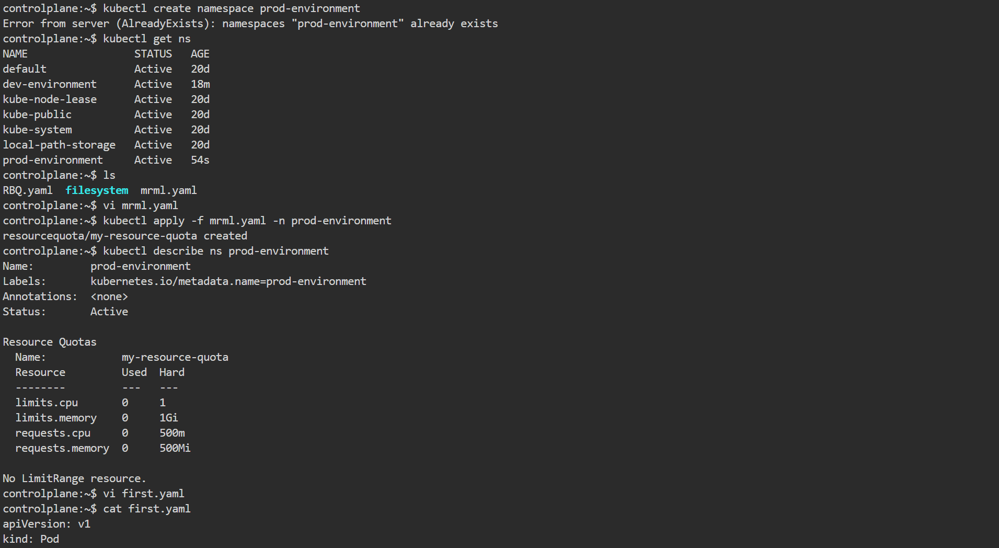 controlplane:~$ kubectl create namespace prod-environment
Error from server (AlreadyExists): namespaces "prod-environment" already exists
controlplane:~$ kubectl get ns
NAME                 STATUS   AGE
default              Active   20d
dev-environment      Active   18m
kube-node-lease      Active   20d
kube-public          Active   20d
kube-system          Active   20d
local-path-storage   Active   20d
prod-environment     Active   54s
controlplane:~$ ls
RBQ.yaml  filesystem  mrml.yaml
controlplane:~$ vi mrml.yaml
controlplane:~$ kubectl apply -f mrml.yaml -n prod-environment
resourcequota/my-resource-quota created
controlplane:~$ kubectl describe ns prod-environment
Name:         prod-environment
Labels:       kubernetes.io/metadata.name=prod-environment
Annotations:  <none>
Status:       Active

Resource Quotas
  Name:            my-resource-quota
  Resource         Used  Hard
  --------         ---   ---
  limits.cpu       0     1
  limits.memory    0     1Gi
  requests.cpu     0     500m
  requests.memory  0     500Mi

No LimitRange resource.
controlplane:~$ vi first.yaml
controlplane:~$ cat first.yaml
apiVersion: v1
kind: Pod